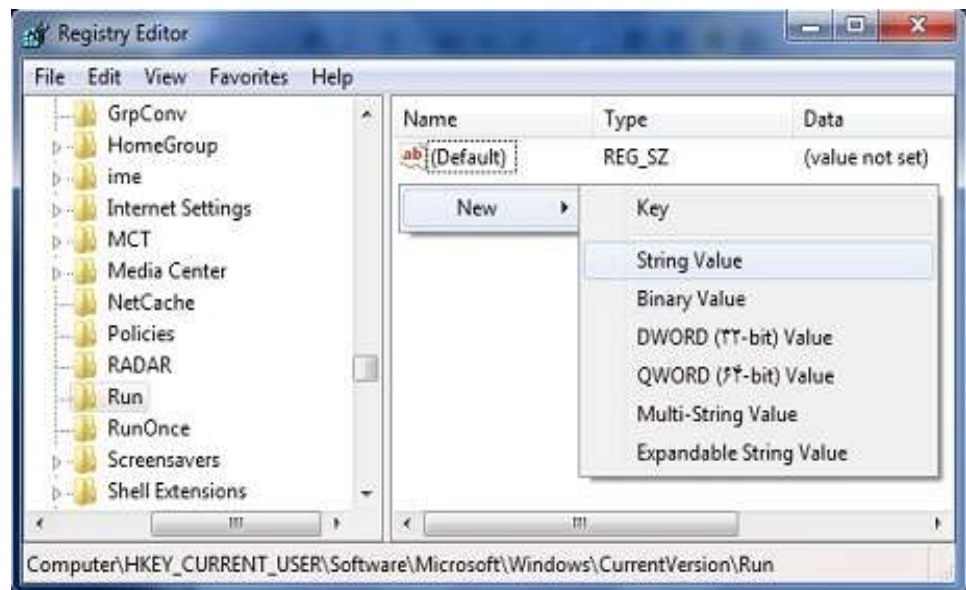 Registry Editor
File Edit View Favorites Help
GrpConv
HomeGroup
ime
Internet Settings
MCT
Media Center
NetCache
Policies
RADAR
Run
RunOnce
Screensavers
Shell Extensions
Name Type Data
ab (Default) REG_SZ (value not set)
New
Key
String Value
Binary Value
DWORD (۳۲-bit) Value
QWORD (۶۴-bit) Value
Multi-String Value
Expandable String Value
Computer\HKEY_CURRENT_USER\Software\Microsoft\Windows\CurrentVersion\Run